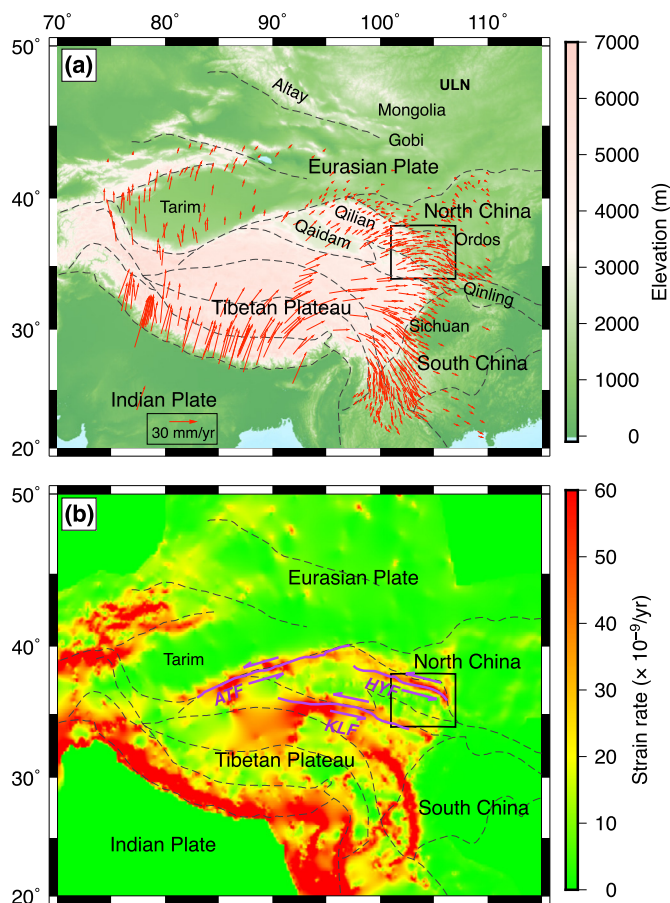 70° 80° 90° 100° 110°
50°
(a)
ULN
Altay
Mongolia
Gobi
Eurasian Plate
40°
Tarim
Qilian
North China
Qaidam
Ordos
Qinling
Tibetan Plateau
30°
Sichuan
South China
Indian Plate
30 mm/yr
20°
7000
6000
5000
4000
3000
2000
1000
0
Elevation (m)
50°
(b)
Eurasian Plate
40°
Tarim
North China
ATF
HYF
KLF
Tibetan Plateau
30°
South China
Indian Plate
20°
60
50
40
30
20
10
0
Strain rate (× 10⁻⁹/yr)